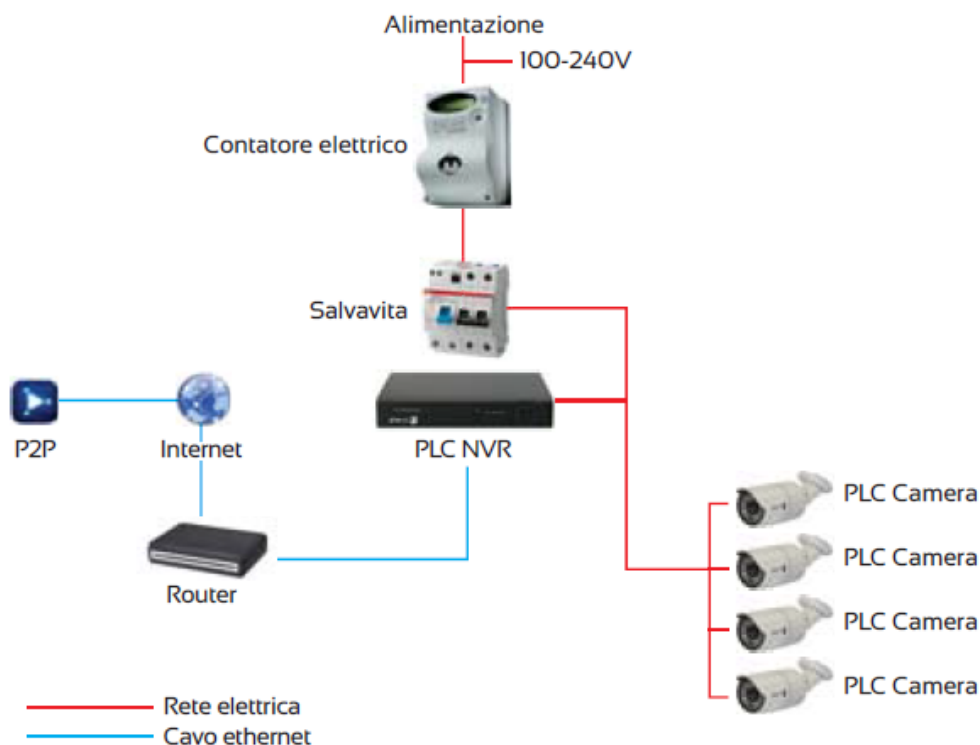 Alimentazione
100-240V
Contatore elettrico
Salvavita
P2P
Internet
PLC NVR
Router
PLC Camera
PLC Camera
PLC Camera
PLC Camera
Rete elettrica
Cavo ethernet